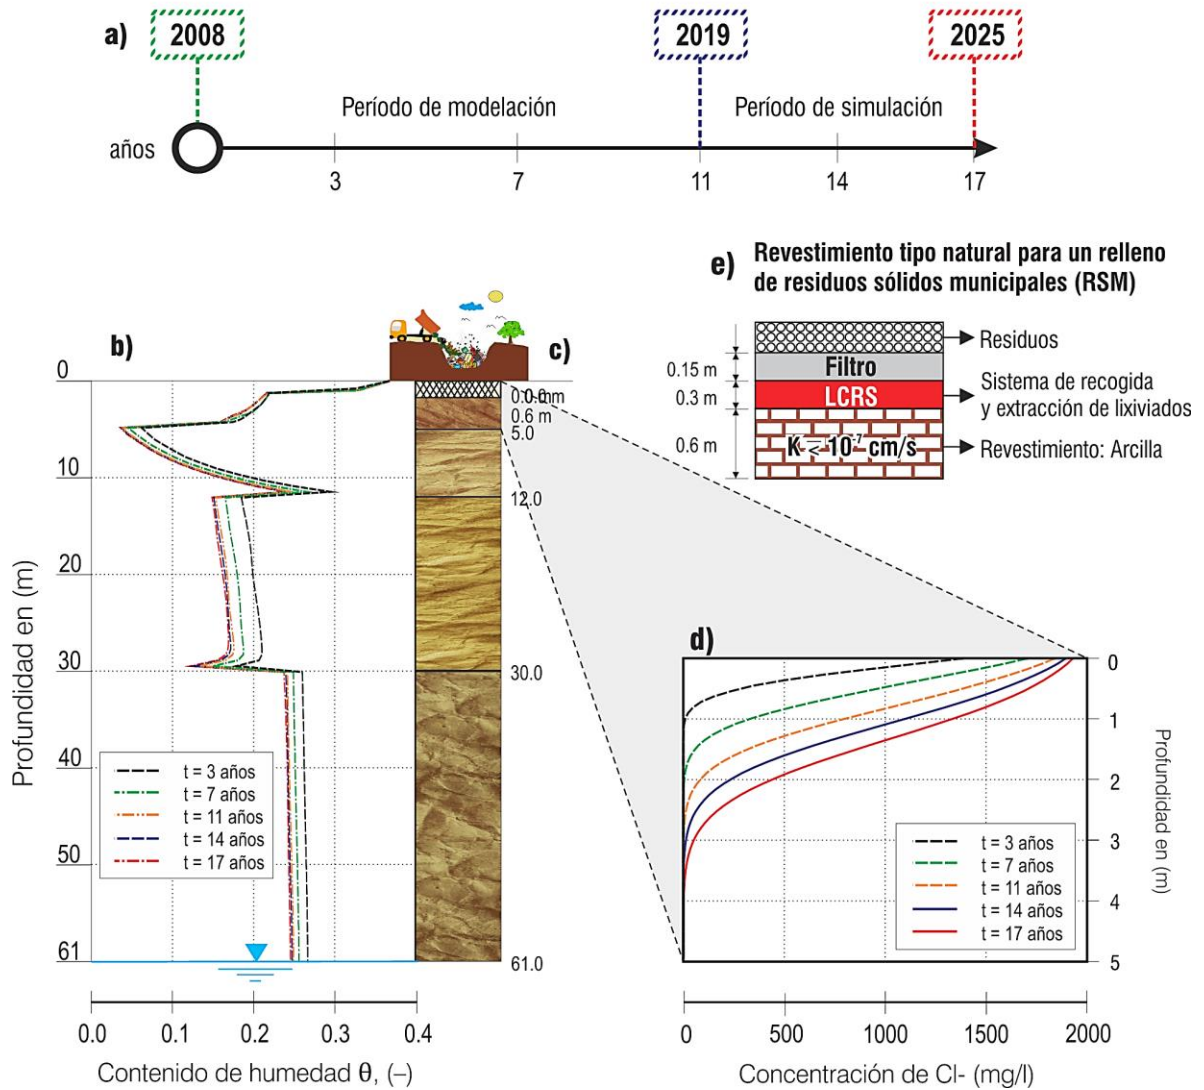 a)
2008
2019
2025
Período de modelación
Período de simulación
años
3
7
11
14
17
e) Revestimiento tipo natural para un relleno
de residuos sólidos municipales (RSM)
Residuos
0.15 m
Filtro
0.3 m
LCRS
Sistema de recogida
y extracción de lixiviados
0.6 m
K ≤ 10⁻⁷ cm/s
Revestimiento: Arcilla
b)
c)
0
10
20
30
40
50
61
Profundidad en (m)
0.6 m
5.0
12.0
30.0
61.0
t = 3 años
t = 7 años
t = 11 años
t = 14 años
t = 17 años
0.0
0.1
0.2
0.3
0.4
Contenido de humedad θ, (–)
d)
0
1
2
3
4
5
Profundidad en (m)
t = 3 años
t = 7 años
t = 11 años
t = 14 años
t = 17 años
0
500
1000
1500
2000
Concentración de Cl- (mg/l)